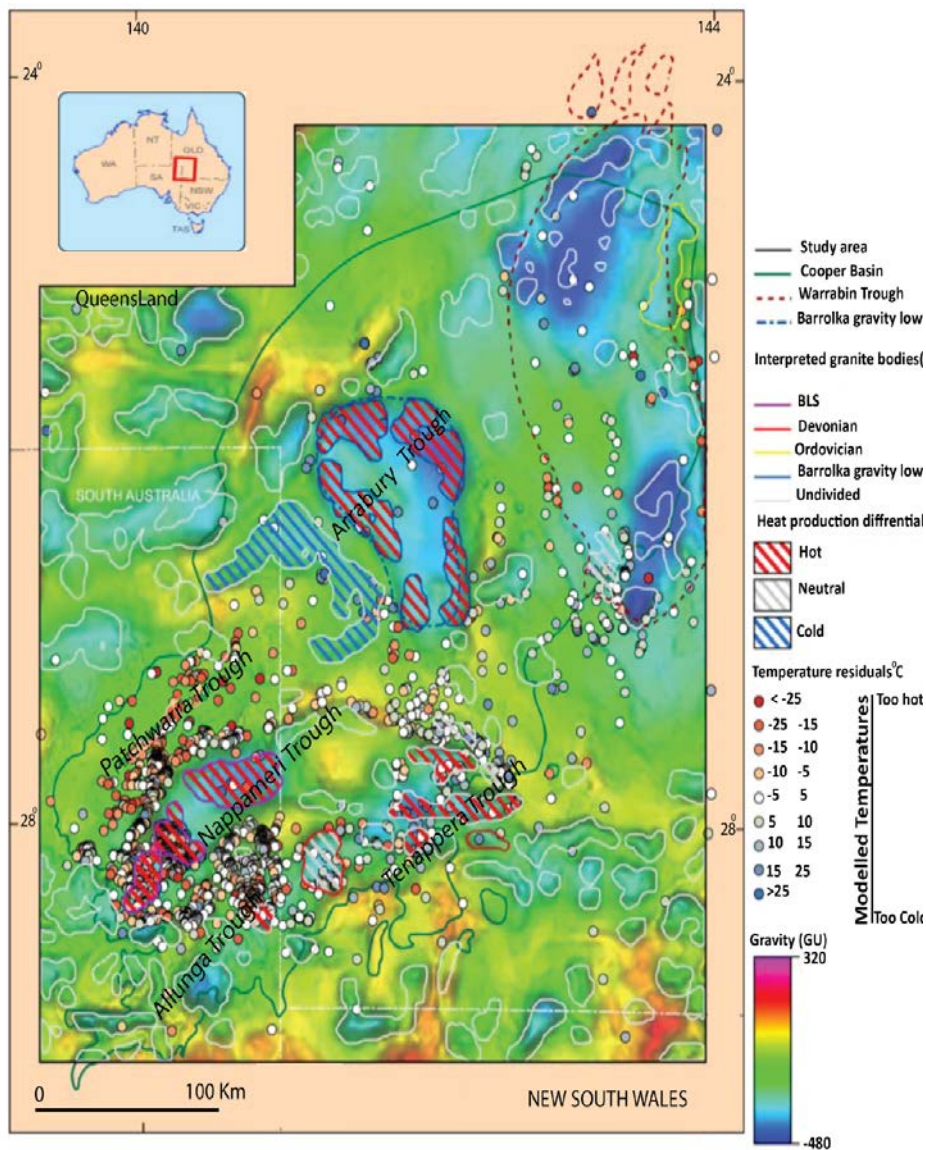 140 144
24⁰ 24⁰
NT
QLD
WA
SA
NSW
VIC
TAS
QueensLand
SOUTH AUSTRALIA
Arrabury Trough
Patchwarra Trough
Nappameri Trough
Tenappera Trough
Allunga Trough
28⁰ 28⁰
0 100 Km
NEW SOUTH WALES
Study area
Cooper Basin
Warrabin Trough
Barrolka gravity low
Interpreted granite bodies(
BLS
Devonian
Ordovician
Barrolka gravity low
Undivided
Heat production diffrential
Hot
Neutral
Cold
Temperature residuals⁰C
< -25
-25 -15
-15 -10
-10 -5
-5 5
5 10
10 15
15 25
>25
Modelled Temperatures
Too hot
Too Cold
Gravity (GU)
320
-480